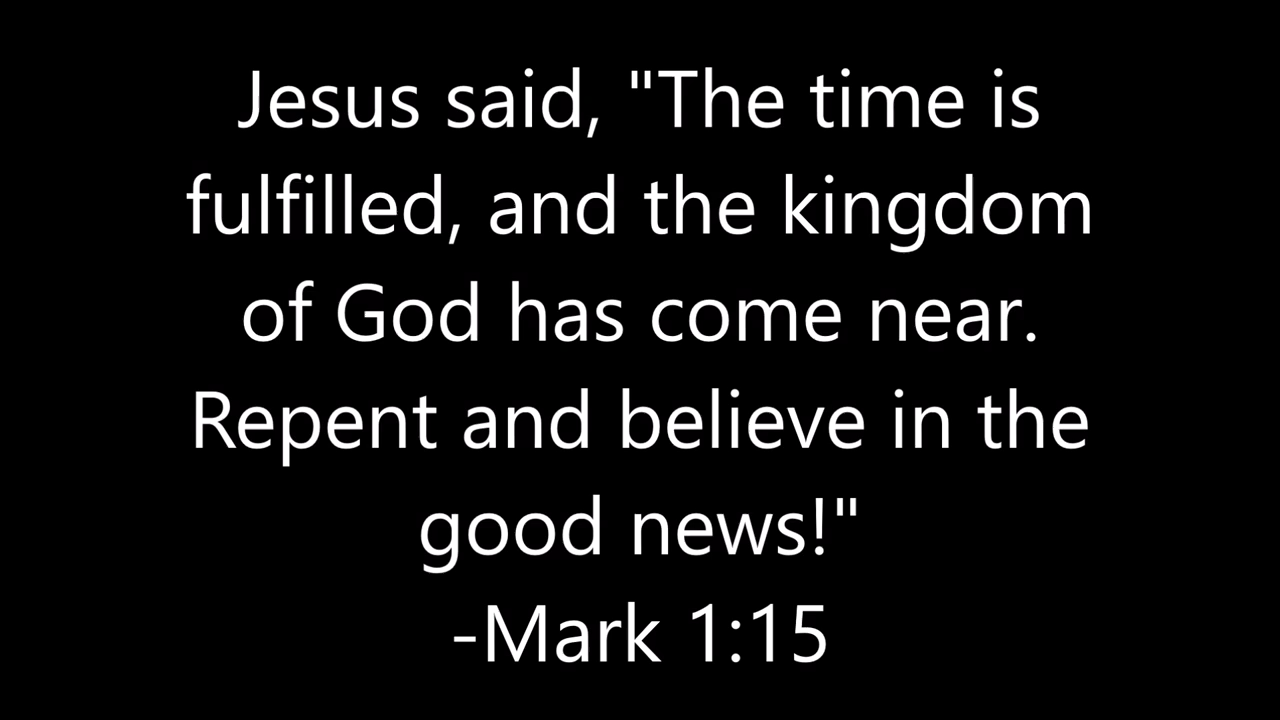 Jesus said, "The time is
fulfilled, and the kingdom
of God has come near.
Repent and believe in the
good news!"
-Mark 1:15